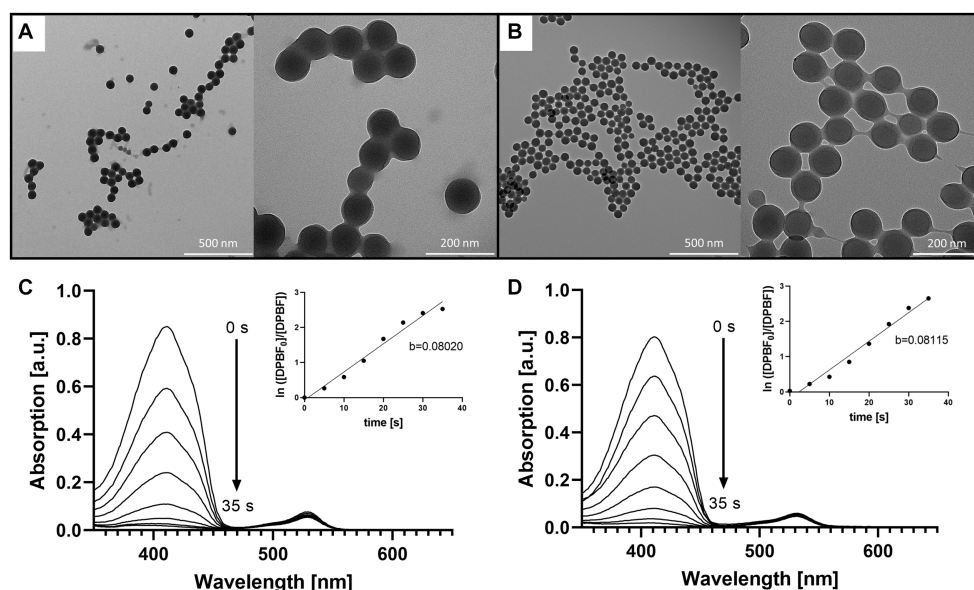 A
500 nm
200 nm
B
500 nm
200 nm
C
1.0
0.8
0.6
0.4
0.2
0.0
Absorption [a.u.]
400
500
600
Wavelength [nm]
0 s
35 s
3
2
1
0
ln ([DPBF₀]/[DPBF])
b=0.08020
0
10
20
30
40
time [s]
D
1.0
0.8
0.6
0.4
0.2
0.0
Absorption [a.u.]
400
500
600
Wavelength [nm]
0 s
35 s
3
2
1
0
ln ([DPBF₀]/[DPBF])
b=0.08115
0
10
20
30
40
time [s]